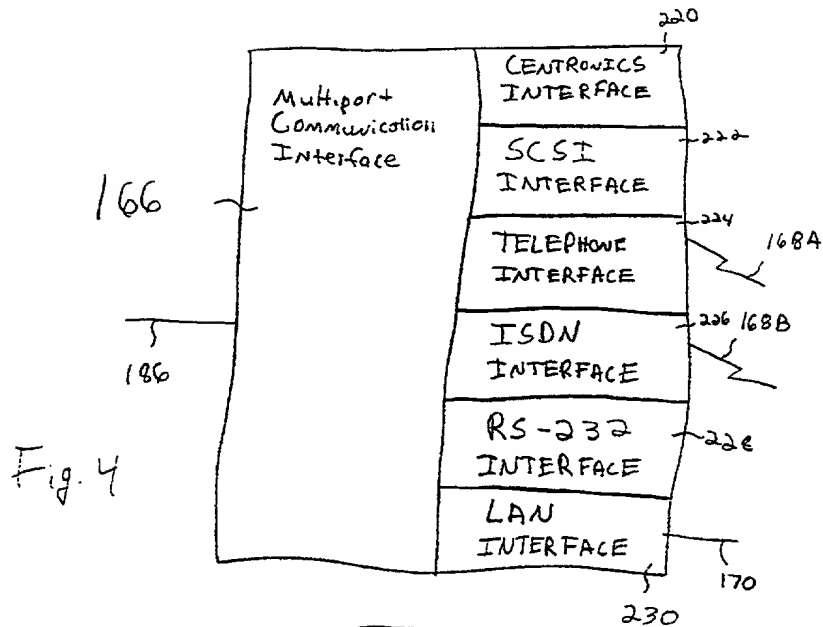 220
CENTRONICS
INTERFACE
Multiport
Communication
Interface
222
SCSI
INTERFACE
166
224
TELEPHONE
INTERFACE
168A
226
168B
ISDN
INTERFACE
186
RS-232
INTERFACE
228
Fig. 4
LAN
INTERFACE
170
230